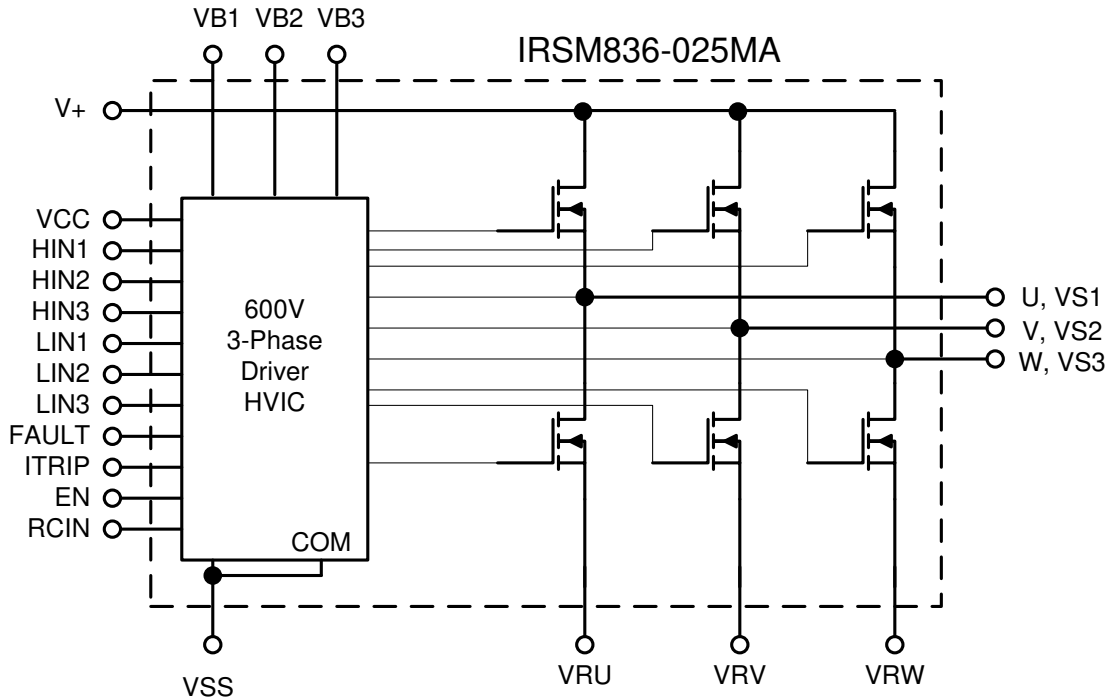 VB1 VB2 VB3
IRSM836-025MA
V+
VCC
HIN1
HIN2
HIN3
LIN1
LIN2
LIN3
FAULT
ITRIP
EN
RCIN
600V
3-Phase
Driver
HVIC
COM
U, VS1
V, VS2
W, VS3
VSS
VRU
VRV
VRW